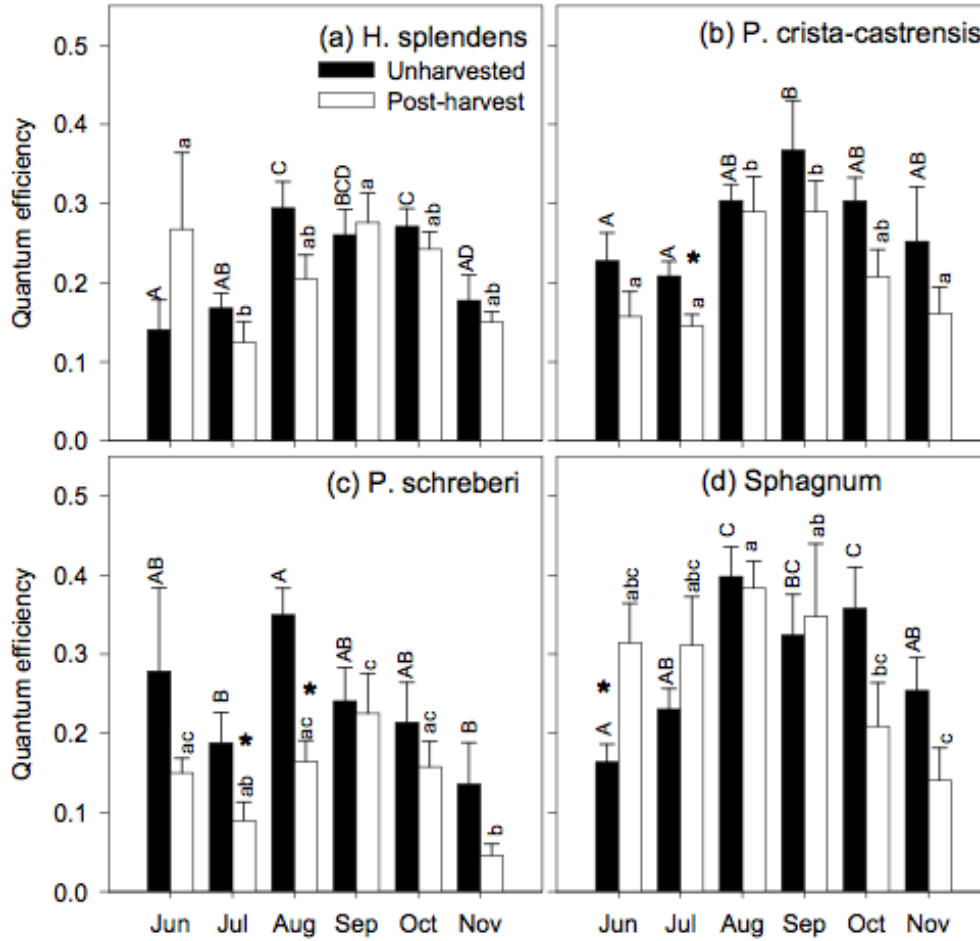 (a) H. splendens
Unharvested
Post-harvest
Quantum efficiency
0.5
0.4
0.3
0.2
0.1
0.0
A
a
AB
b
C
ab
BCD
a
C
ab
AD
ab
(b) P. crista-castrensis
A
a
A
*
a
AB
b
B
b
AB
ab
AB
a
(c) P. schreberi
Quantum efficiency
0.5
0.4
0.3
0.2
0.1
0.0
AB
ac
B
*
ab
A
*
ac
AB
c
AB
ac
B
b
Jun Jul Aug Sep Oct Nov
(d) Sphagnum
*
A
abc
AB
abc
C
a
BC
ab
C
bc
AB
c
Jun Jul Aug Sep Oct Nov